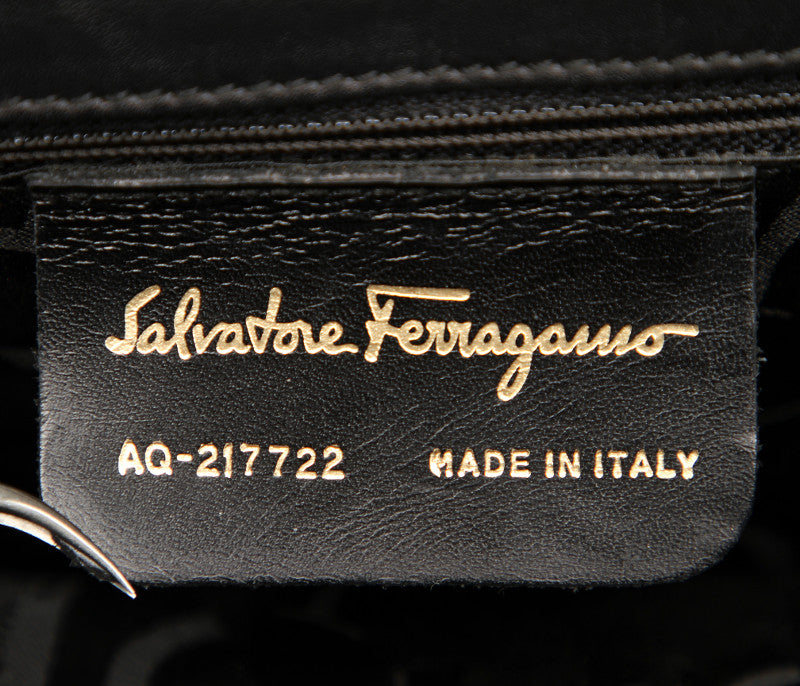 Salvatore Ferragamo
AQ-217722 MADE IN ITALY